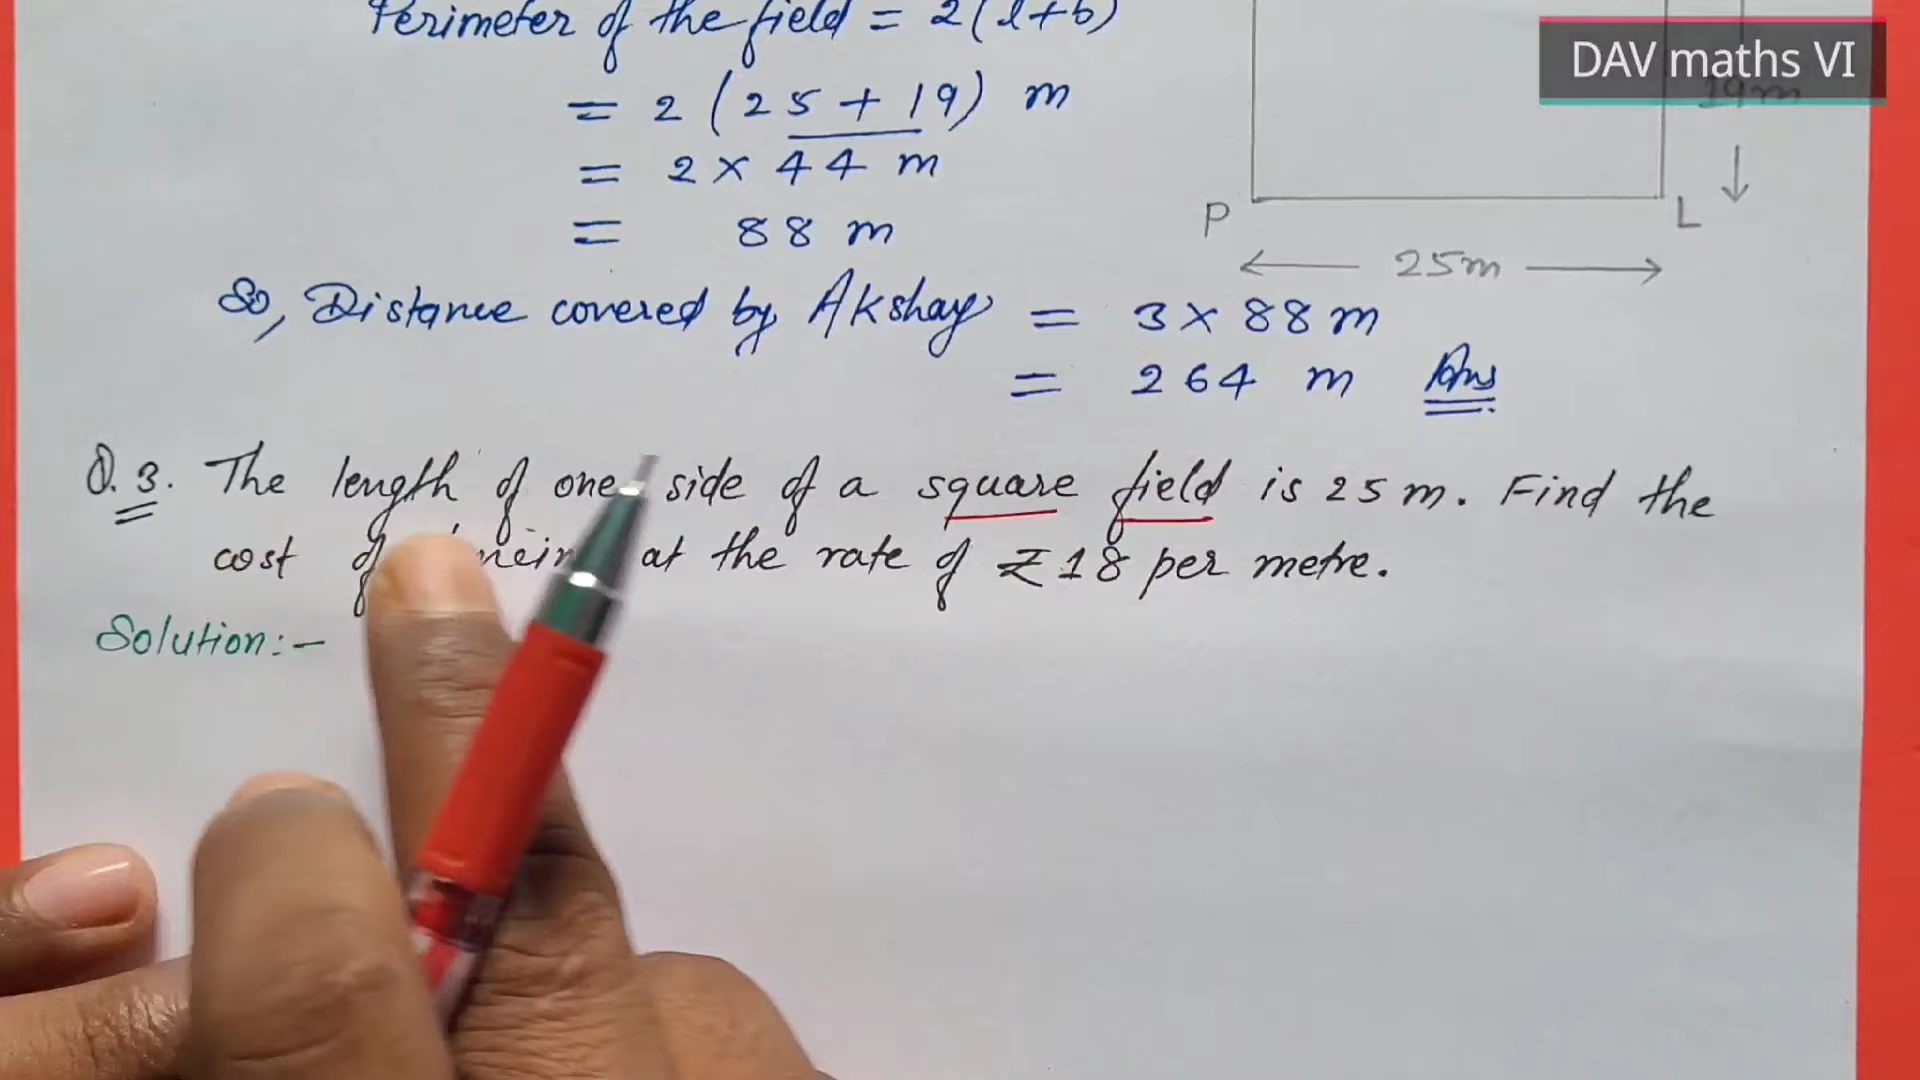 Perimeter of the field = 2(l+b)
= 2 (25 + 19) m
= 2 × 44 m
= 88 m
DAV maths VI
19m
P
L
25m
So, Distance covered by Akshay = 3 × 88 m
= 264 m Ans
Q.3. The length of one side of a square field is 25 m. Find the
cost of at the rate of ₹18 per metre.
Solution:-